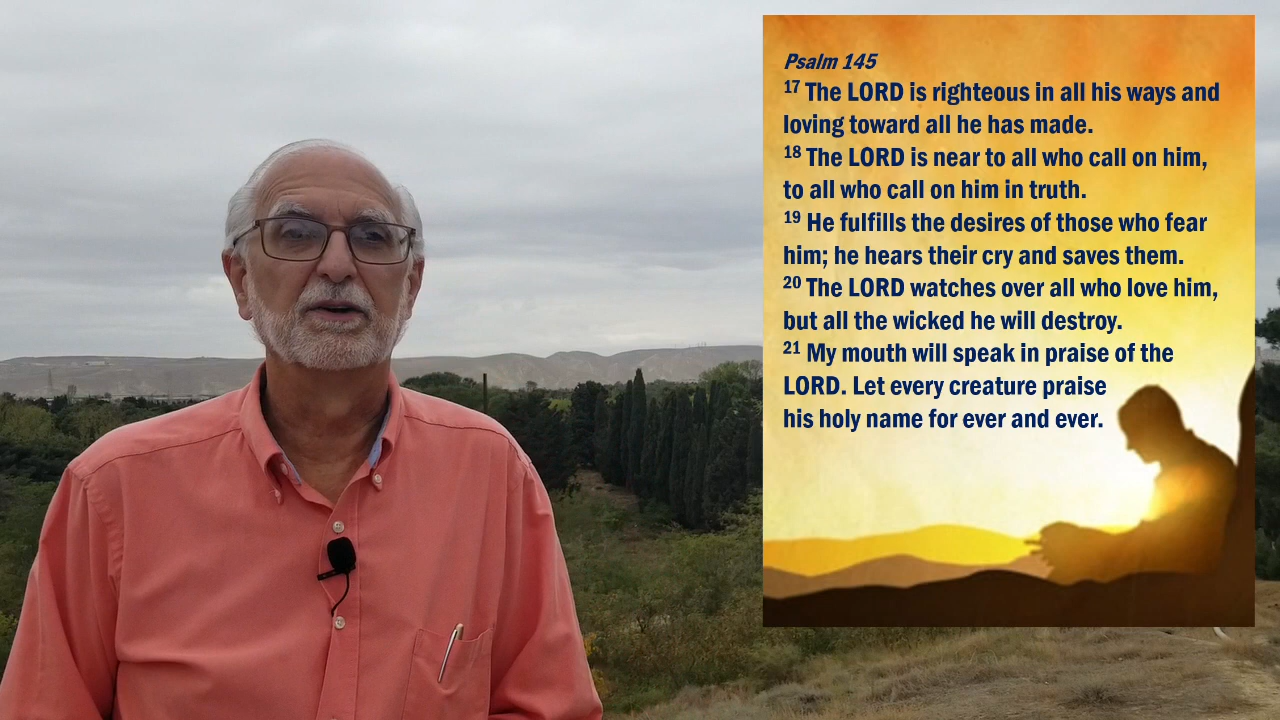 Psalm 145
17 The LORD is righteous in all his ways and
loving toward all he has made.
18 The LORD is near to all who call on him,
to all who call on him in truth.
19 He fulfills the desires of those who fear
him; he hears their cry and saves them.
20 The LORD watches over all who love him,
but all the wicked he will destroy.
21 My mouth will speak in praise of the
LORD. Let every creature praise
his holy name for ever and ever.